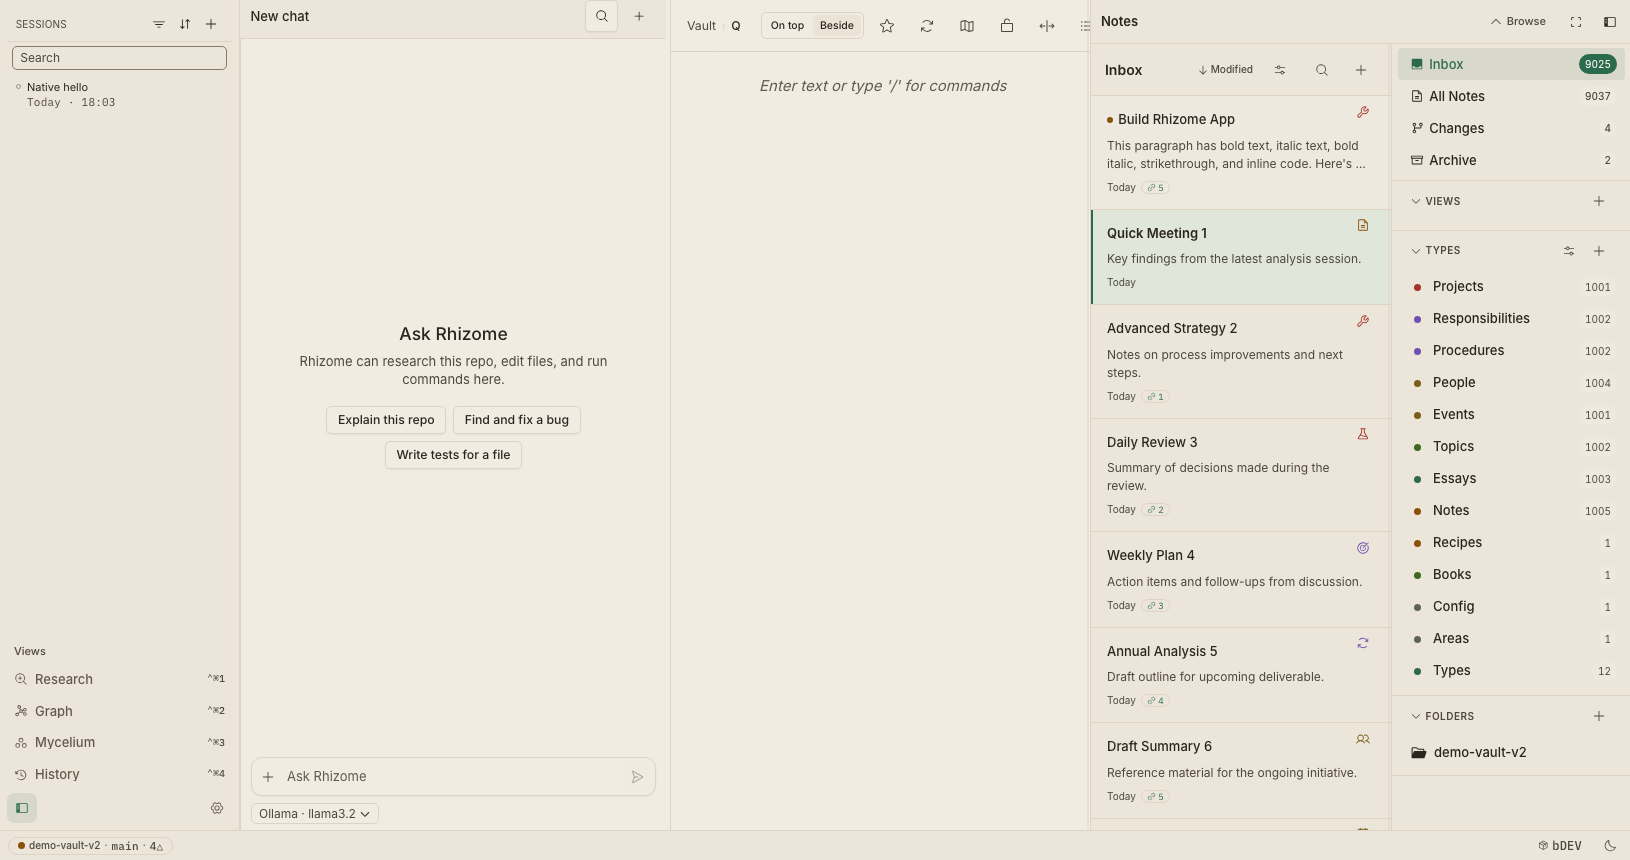 SESSIONS
Search
Native hello
Today · 18:03
Views
Research ⌃⌘1
Graph ⌃⌘2
Mycelium ⌃⌘3
History ⌃⌘4
New chat
Ask Rhizome
Rhizome can research this repo, edit files, and run
commands here.
Explain this repo
Find and fix a bug
Write tests for a file
Ask Rhizome
Ollama · llama3.2
Vault › Q
On top Beside
Enter text or type '/' for commands
Notes
Browse
Inbox
Modified
Build Rhizome App
This paragraph has bold text, italic text, bold
italic, strikethrough, and inline code. Here's ...
Today 5
Quick Meeting 1
Key findings from the latest analysis session.
Today
Advanced Strategy 2
Notes on process improvements and next
steps.
Today 1
Daily Review 3
Summary of decisions made during the
review.
Today 2
Weekly Plan 4
Action items and follow-ups from discussion.
Today 3
Annual Analysis 5
Draft outline for upcoming deliverable.
Today 4
Draft Summary 6
Reference material for the ongoing initiative.
Today 5
Inbox 9025
All Notes 9037
Changes 4
Archive 2
VIEWS
TYPES
Projects 1001
Responsibilities 1002
Procedures 1002
People 1004
Events 1001
Topics 1002
Essays 1003
Notes 1005
Recipes 1
Books 1
Config 1
Areas 1
Types 12
FOLDERS
demo-vault-v2
demo-vault-v2 · main · 4△
bDEV